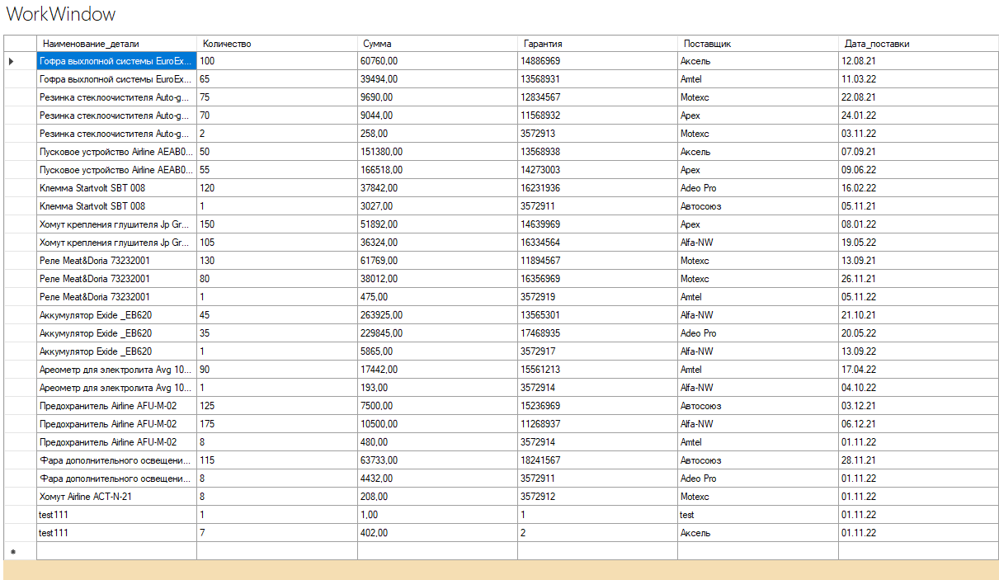 WorkWindow
Наименование_детали Количество Сумма Гарантия Поставщик Дата_поставки
Гофра выхлопной системы EuroEx... 100 60760,00 14886969 Аксель 12.08.21
Гофра выхлопной системы EuroEx... 65 39494,00 13568931 Amtel 11.03.22
Резинка стеклоочистителя Auto-g... 75 9690,00 12834567 Мотехс 22.08.21
Резинка стеклоочистителя Auto-g... 70 9044,00 11568932 Apex 24.01.22
Резинка стеклоочистителя Auto-g... 2 258,00 3572913 Мотехс 03.11.22
Пусковое устройство Airline AEAB0... 50 151380,00 13568938 Аксель 07.09.21
Пусковое устройство Airline AEAB0... 55 166518,00 14273003 Apex 09.06.22
Клемма Startvolt SBT 008 120 37842,00 16231936 Adeo Pro 16.02.22
Клемма Startvolt SBT 008 1 3027,00 3572911 Автосоюз 05.11.21
Хомут крепления глушителя Jp Gr... 150 51892,00 14639969 Apex 08.01.22
Хомут крепления глушителя Jp Gr... 105 36324,00 16334564 Alfa-NW 19.05.22
Реле Meat&Doria 73232001 130 61769,00 11894567 Мотехс 13.09.21
Реле Meat&Doria 73232001 80 38012,00 16356969 Мотехс 26.11.21
Реле Meat&Doria 73232001 1 475,00 3572919 Amtel 05.11.22
Аккумулятор Exide _EB620 45 263925,00 13565301 Alfa-NW 21.10.21
Аккумулятор Exide _EB620 35 229845,00 17468935 Adeo Pro 20.05.22
Аккумулятор Exide _EB620 1 5865,00 3572917 Alfa-NW 13.09.22
Ареометр для электролита Avg 10... 90 17442,00 15561213 Amtel 17.04.22
Ареометр для электролита Avg 10... 1 193,00 3572914 Alfa-NW 04.10.22
Предохранитель Airline AFU-M-02 125 7500,00 15236969 Автосоюз 03.12.21
Предохранитель Airline AFU-M-02 175 10500,00 11268937 Alfa-NW 06.12.21
Предохранитель Airline AFU-M-02 8 480,00 3572914 Amtel 01.11.22
Фара дополнительного освещени... 115 63733,00 18241567 Автосоюз 28.11.21
Фара дополнительного освещени... 8 4432,00 3572911 Adeo Pro 01.11.22
Хомут Airline ACT-N-21 8 208,00 3572912 Мотехс 01.11.22
test111 1 1,00 1 test 01.11.22
test111 7 402,00 2 Аксель 01.11.22